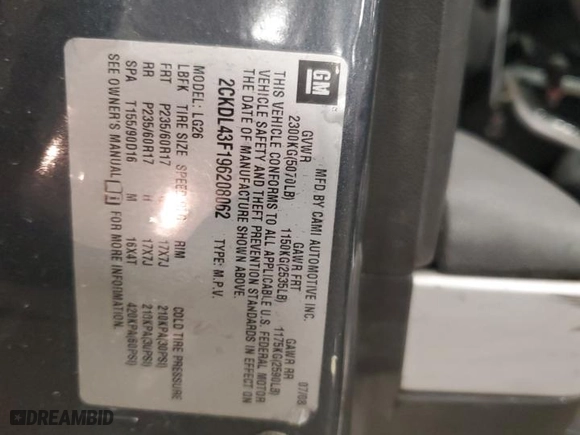 GM
MFD BY CAMI AUTOMOTIVE INC. 07/08
GVWR GAWR FRT GAWR RR
2300KG(5070LB) 1150KG(2535LB) 1175KG(2590LB)
THIS VEHICLE CONFORMS TO ALL APPLICABLE U.S. FEDERAL MOTOR
VEHICLE SAFETY AND THEFT PREVENTION STANDARDS IN EFFECT ON
THE DATE OF MANUFACTURE SHOWN ABOVE.
2CKDL43F196208062 TYPE: M.P.V.
MODEL: LG26
LBFK TIRE SIZE RIM COLD TIRE PRESSURE
FRT P235/60R17 17X7J 210KPA(30PSI)
RR P235/60R17 H 17X7J 210KPA(30PSI)
SPA T155/90D16 M 16X4T 420KPA(60PSI)
SEE OWNER'S MANUAL FOR MORE INFORMATION.
DREAMBID